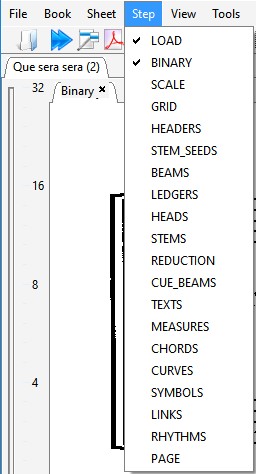 File Book Sheet Step View Tools
Que sera sera (2)
Binary ×
32
16
8
4
✓ LOAD
✓ BINARY
SCALE
GRID
HEADERS
STEM_SEEDS
BEAMS
LEDGERS
HEADS
STEMS
REDUCTION
CUE_BEAMS
TEXTS
MEASURES
CHORDS
CURVES
SYMBOLS
LINKS
RHYTHMS
PAGE